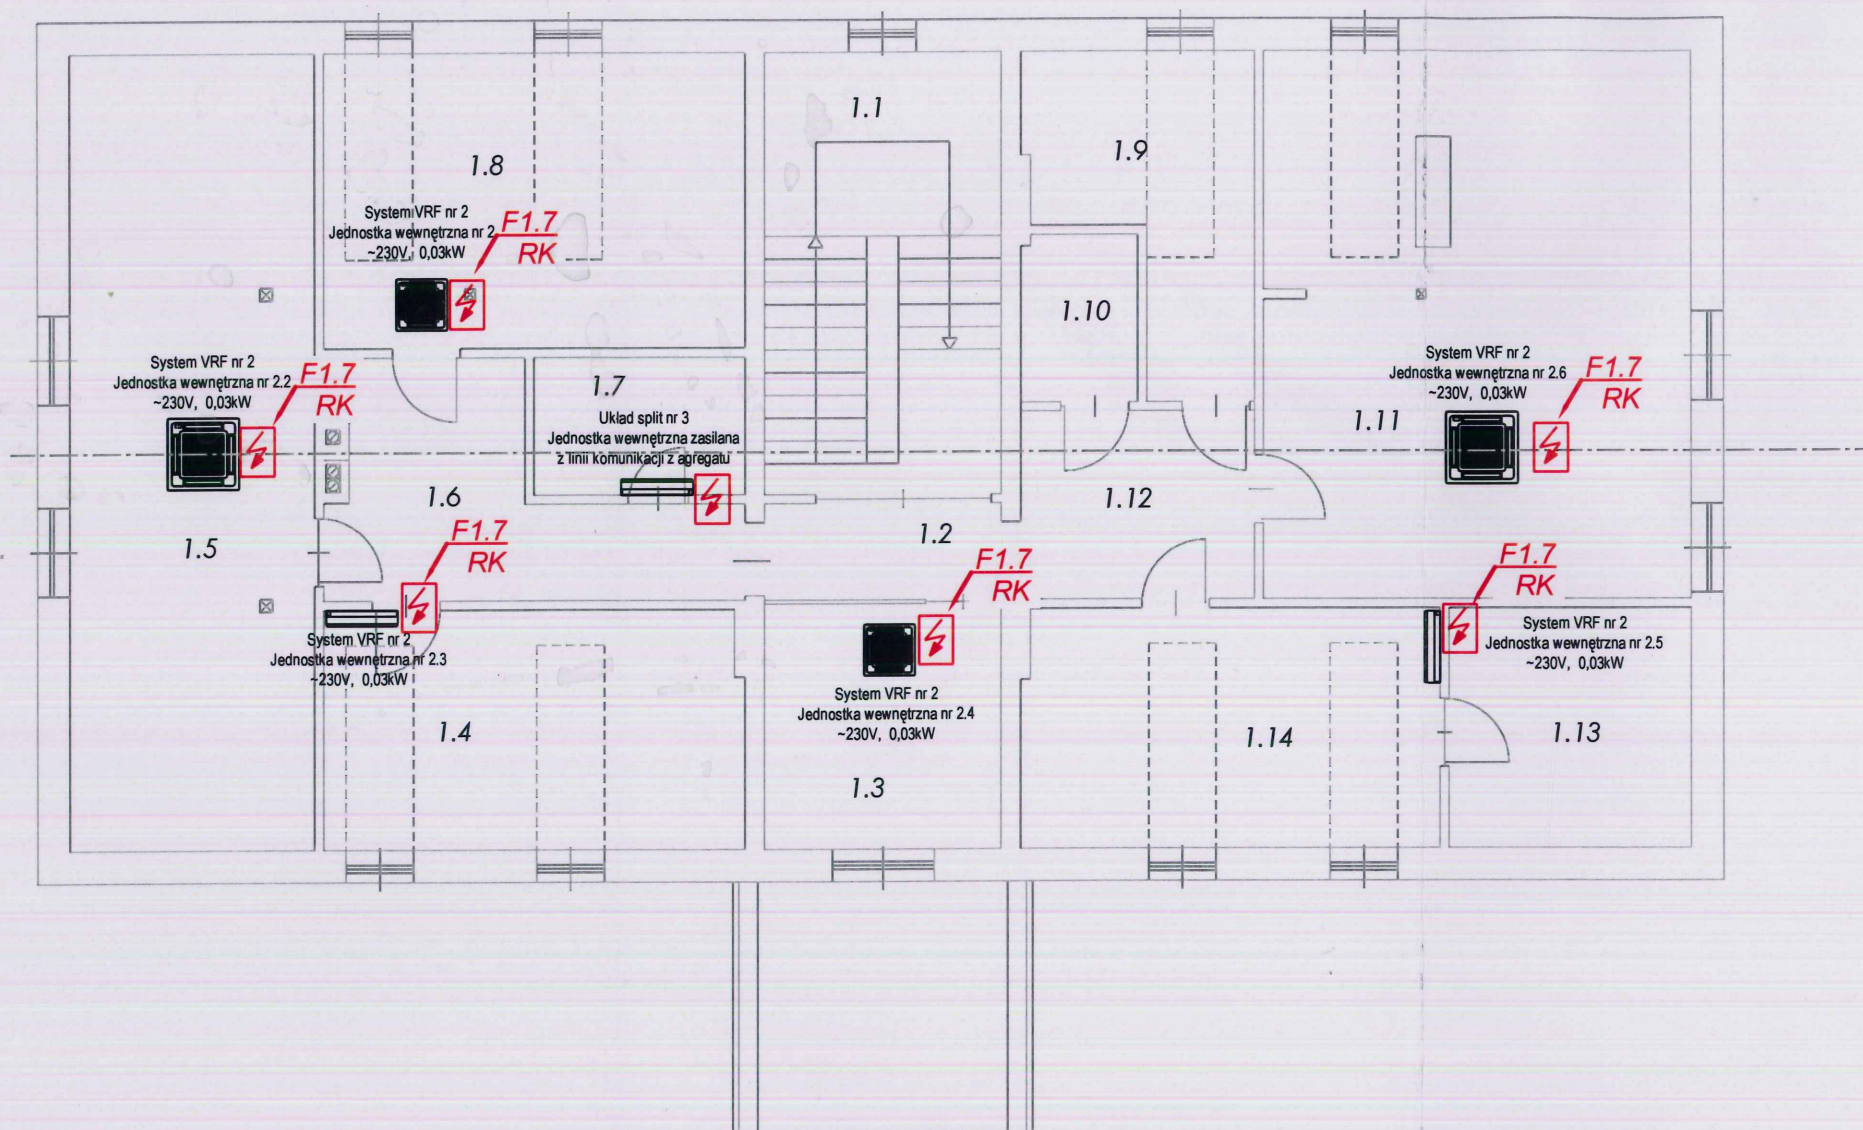 1.1
1.8
1.9
System VRF nr 2
Jednostka wewnętrzna nr 2
~230V, 0,03kW
F1.7
RK
1.10
System VRF nr 2
Jednostka wewnętrzna nr 2.2
~230V, 0,03kW
F1.7
RK
1.7
Układ split nr 3
Jednostka wewnętrzna zasilana
z linii komunikacji z agregatu
System VRF nr 2
Jednostka wewnętrzna nr 2.6
~230V, 0,03kW
F1.7
RK
1.11
1.6
1.12
1.5
F1.7
RK
1.2
F1.7
RK
F1.7
RK
System VRF nr 2
Jednostka wewnętrzna nr 2.3
~230V, 0,03kW
System VRF nr 2
Jednostka wewnętrzna nr 2.5
~230V, 0,03kW
System VRF nr 2
Jednostka wewnętrzna nr 2.4
~230V, 0,03kW
1.4
1.14
1.13
1.3